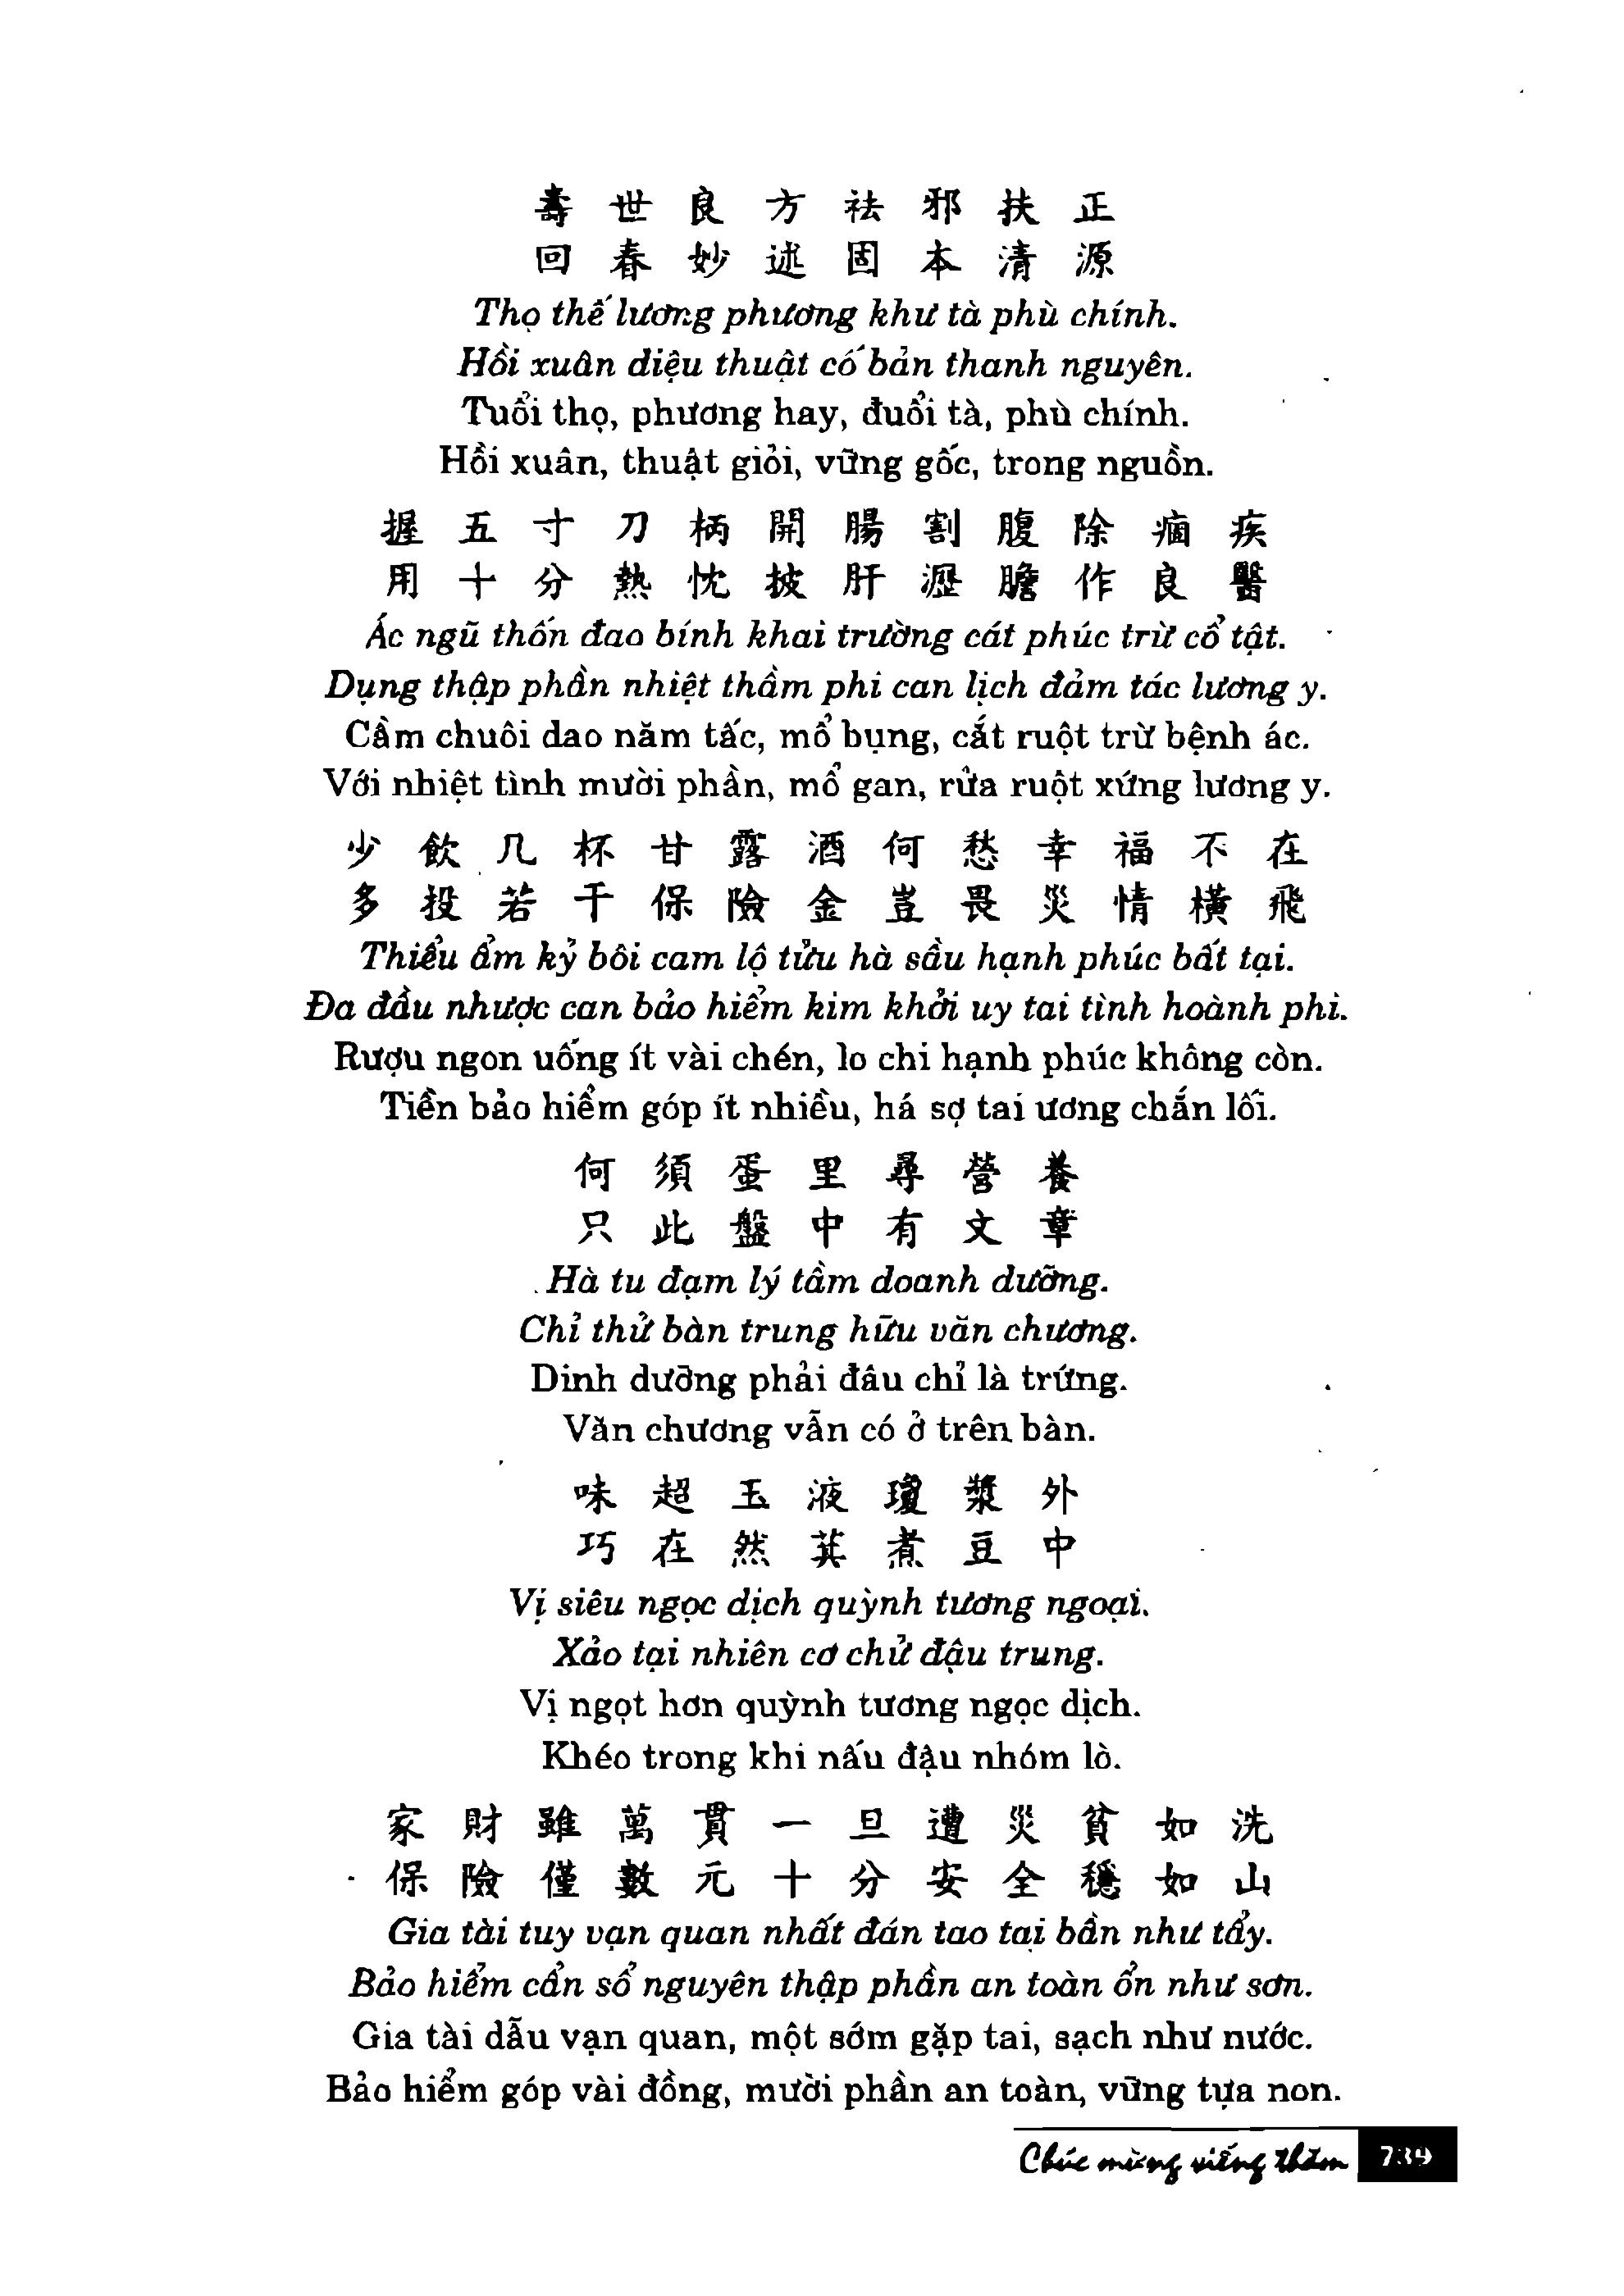 壽世良方祛邪扶正
回春妙述固本清源
Thọ thế lương phương khư tà phù chính.
Hồi xuân diệu thuật cố bản thanh nguyên.
Tuổi thọ, phương hay, đuổi tà, phù chính.
Hồi xuân, thuật giỏi, vững gốc, trong nguồn.
握五寸刀柄開腸割腹除痼疾
用十分熱忱披肝瀝膽作良醫
Ác ngũ thốn đao bính khai trường cát phúc trừ cổ tật.
Dụng thập phần nhiệt thầm phi can lịch đảm tác lương y.
Cầm chuôi dao năm tấc, mổ bụng, cắt ruột trừ bệnh ác.
Với nhiệt tình mười phần, mổ gan, rửa ruột xứng lương y.
少飲几杯甘露酒何愁幸福不在
多投若干保險金豈畏災情橫飛
Thiểu ẩm kỷ bôi cam lộ tửu hà sầu hạnh phúc bất tại.
Đa đầu nhược can bảo hiểm kim khởi uy tai tình hoành phi.
Rượu ngon uống ít vài chén, lo chi hạnh phúc không còn.
Tiền bảo hiểm góp ít nhiều, há sợ tai ương chắn lối.
何須蛋里尋營養
只此盤中有文章
Hà tu đạm lý tầm doanh dưỡng.
Chỉ thử bàn trung hữu văn chương.
Dinh dưỡng phải đâu chỉ là trứng.
Văn chương vẫn có ở trên bàn.
味超玉液瓊漿外
巧在然萁煮豆中
Vị siêu ngọc dịch quỳnh tương ngoại.
Xảo tại nhiên cơ chử đậu trung.
Vị ngọt hơn quỳnh tương ngọc dịch.
Khéo trong khi nấu đậu nhóm lò.
家財雖萬貫一旦遭災貧如洗
保險僅數元十分安全穩如山
Gia tài tuy vạn quan nhất đán tao tai bần như tẩy.
Bảo hiểm cẩn sổ nguyên thập phần an toàn ổn như sơn.
Gia tài dẫu vạn quan, một sớm gặp tai, sạch như nước.
Bảo hiểm góp vài đồng, mười phần an toàn, vững tựa non.
Chúc mừng viếng thăm 739